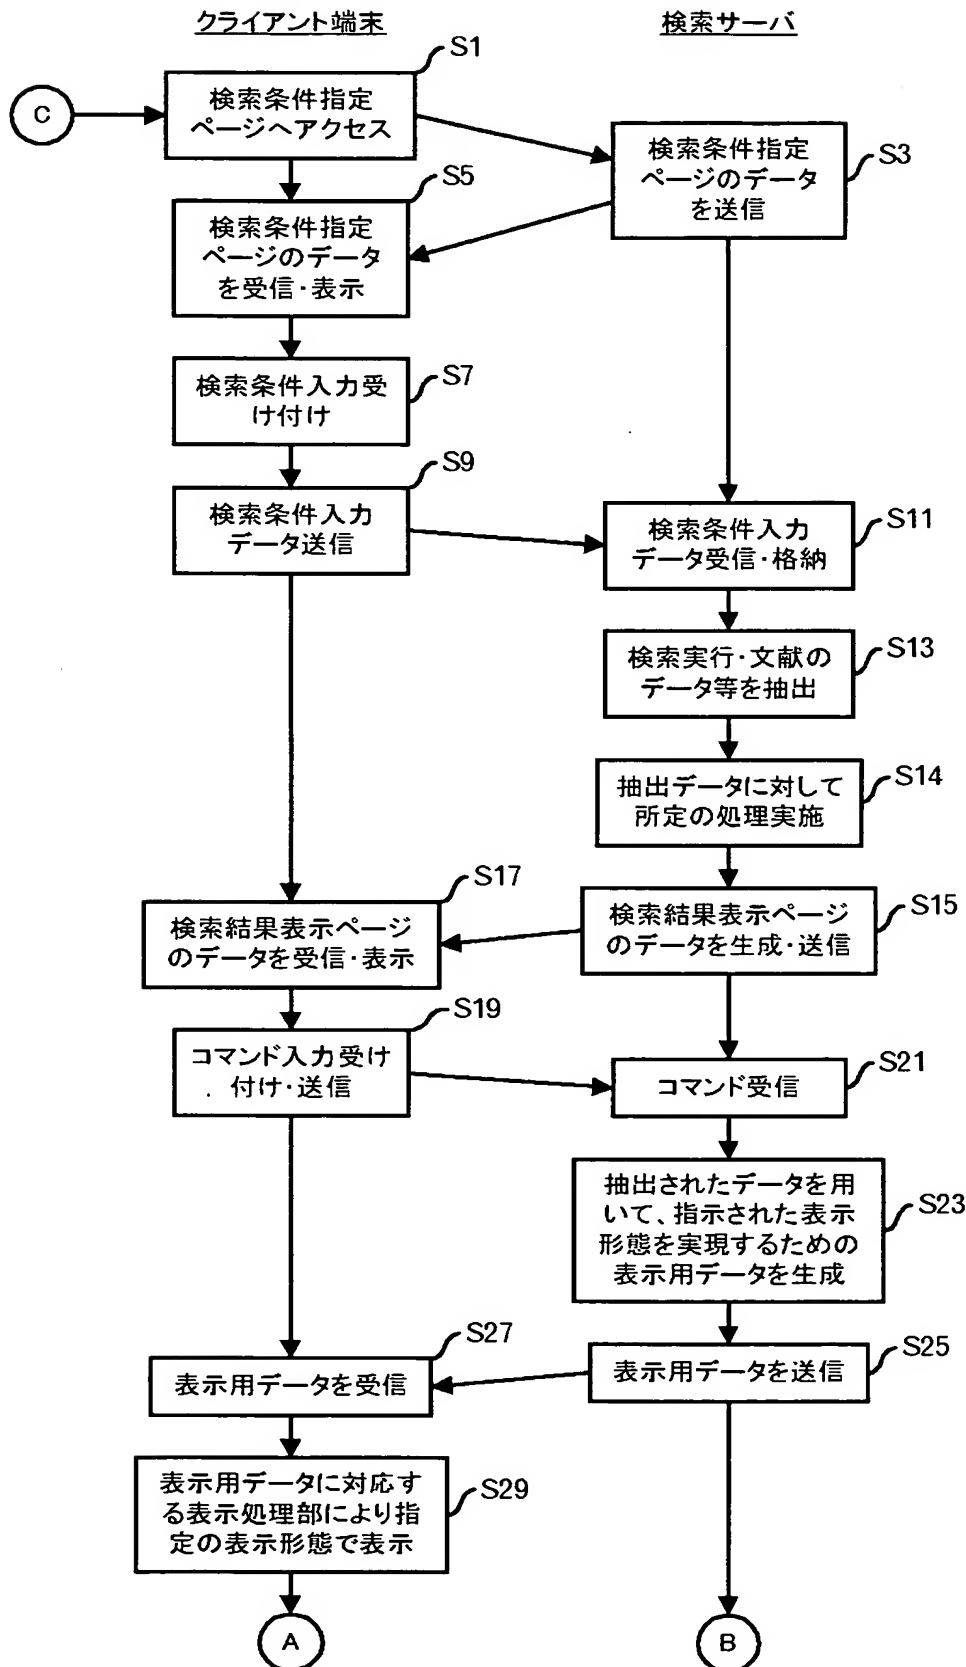 クライアント端末
検索サーバ
C
S1
検索条件指定
ページへアクセス
S3
検索条件指定
ページのデータ
を送信
S5
検索条件指定
ページのデータ
を受信・表示
S7
検索条件入力受
け付け
S9
検索条件入力
データ送信
S11
検索条件入力
データ受信・格納
S13
検索実行・文献の
データ等を抽出
S14
抽出データに対して
所定の処理実施
S15
検索結果表示ページ
のデータを生成・送信
S17
検索結果表示ページ
のデータを受信・表示
S19
コマンド入力受け
付け・送信
S21
コマンド受信
S23
抽出されたデータを用
いて、指示された表示
形態を実現するための
表示用データを生成
S25
表示用データを送信
S27
表示用データを受信
S29
表示用データに対応す
る表示処理部により指
定の表示形態で表示
A
B